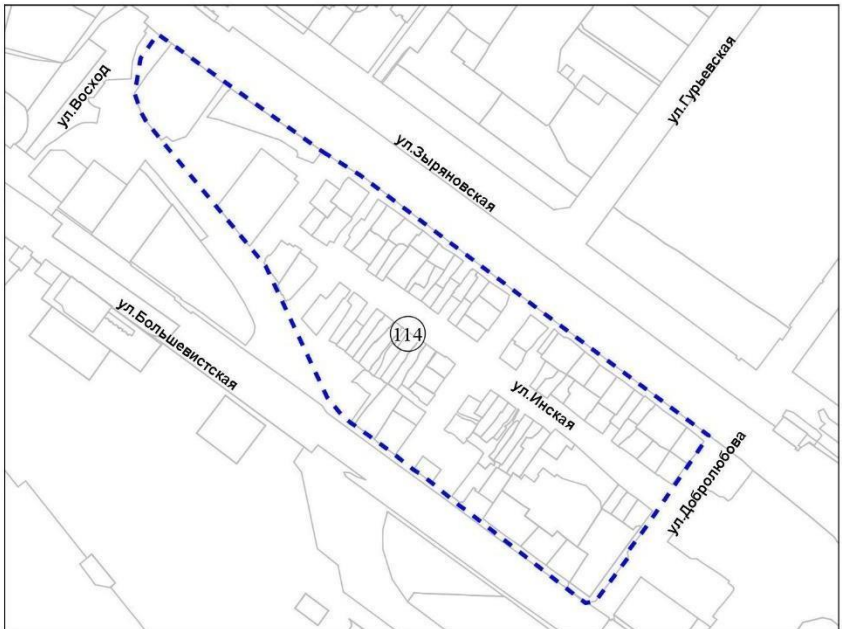 ул.Восход
ул.Гурьевская
ул.Зыряновская
ул.Большевистская
114
ул.Инская
ул.Добролюбова